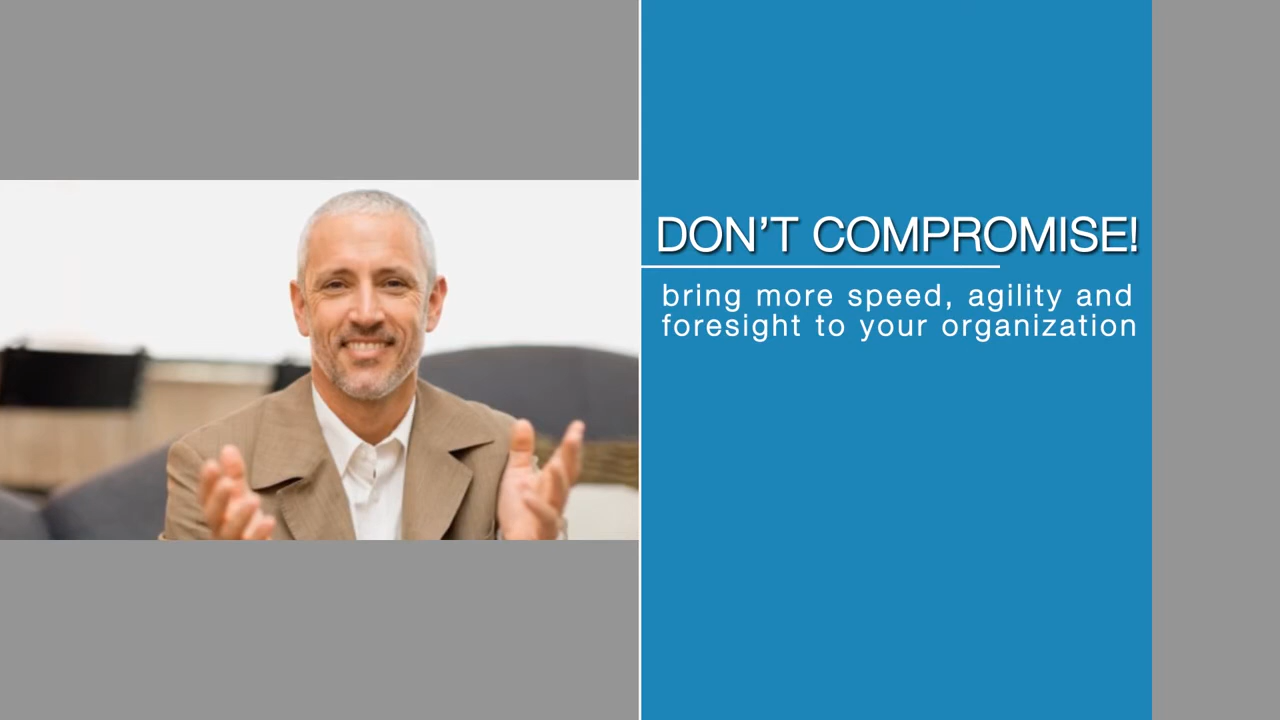 DON’T COMPROMISE!
bring more speed, agility and
foresight to your organization